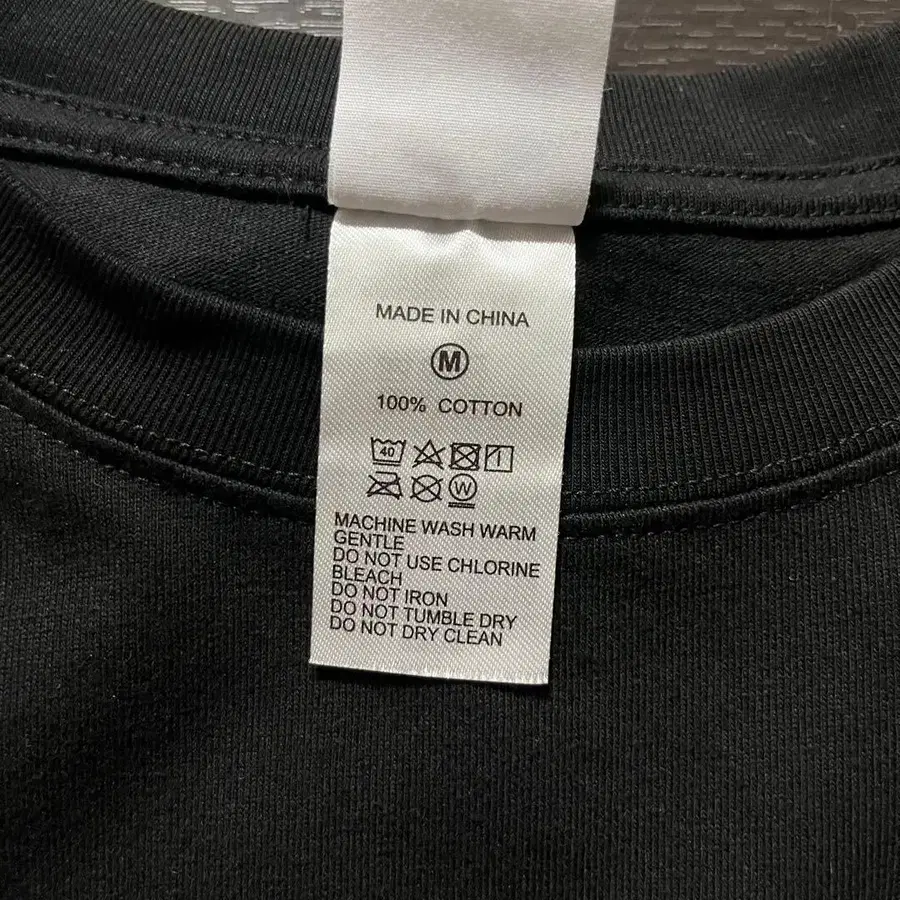 MADE IN CHINA
M
100% COTTON
40
W
MACHINE WASH WARM
GENTLE
DO NOT USE CHLORINE
BLEACH
DO NOT IRON
DO NOT TUMBLE DRY
DO NOT DRY CLEAN